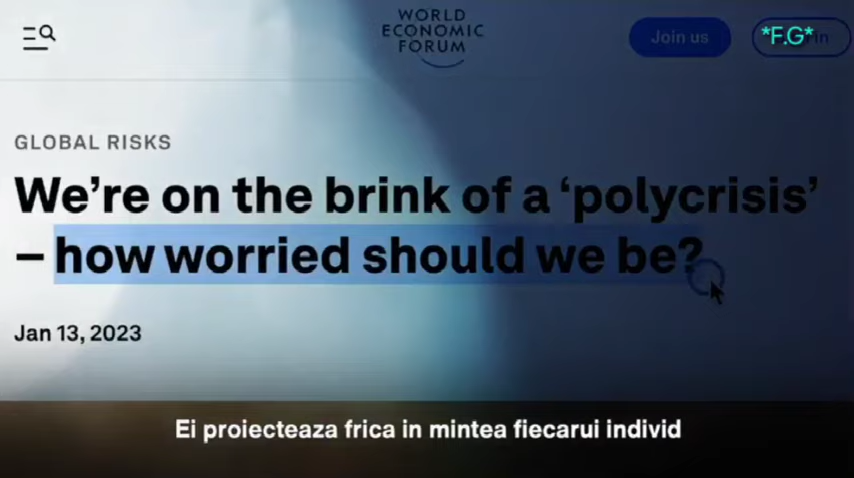 WORLD
ECONOMIC
FORUM
Join us
*F.G*
GLOBAL RISKS
We're on the brink of a ‘polycrisis’
– how worried should we be?
Jan 13, 2023
Ei proiecteaza frica in mintea fiecarui individ